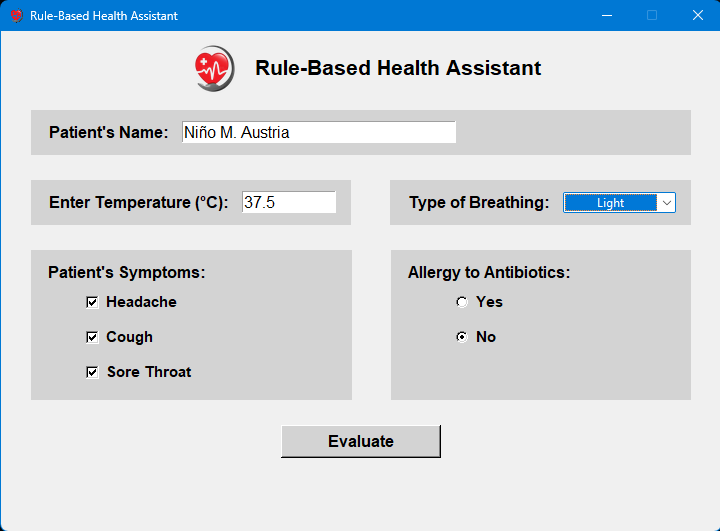 Rule-Based Health Assistant
Rule-Based Health Assistant
Patient's Name: Niño M. Austria
Enter Temperature (°C): 37.5
Type of Breathing: Light
Patient's Symptoms:
Headache
Cough
Sore Throat
Allergy to Antibiotics:
Yes
No
Evaluate